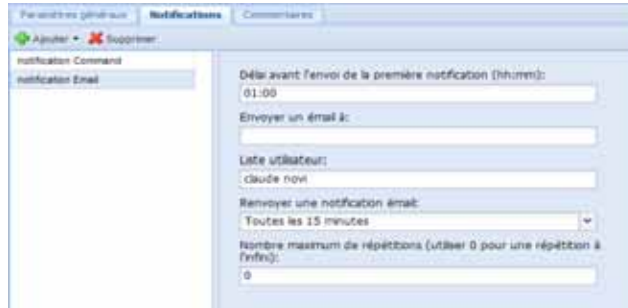 Paramètres généraux Notifications Commentaires
Ajouter Supprimer
notification Command
notification Email
Délai avant l'envoi de la première notification (hh:mm):
01:00
Envoyer un émail à:
Liste utilisateur:
claude novi
Renvoyer une notification émail:
Toutes les 15 minutes
Nombre maximum de répétitions (utiliser 0 pour une répétition à
l'infini):
0